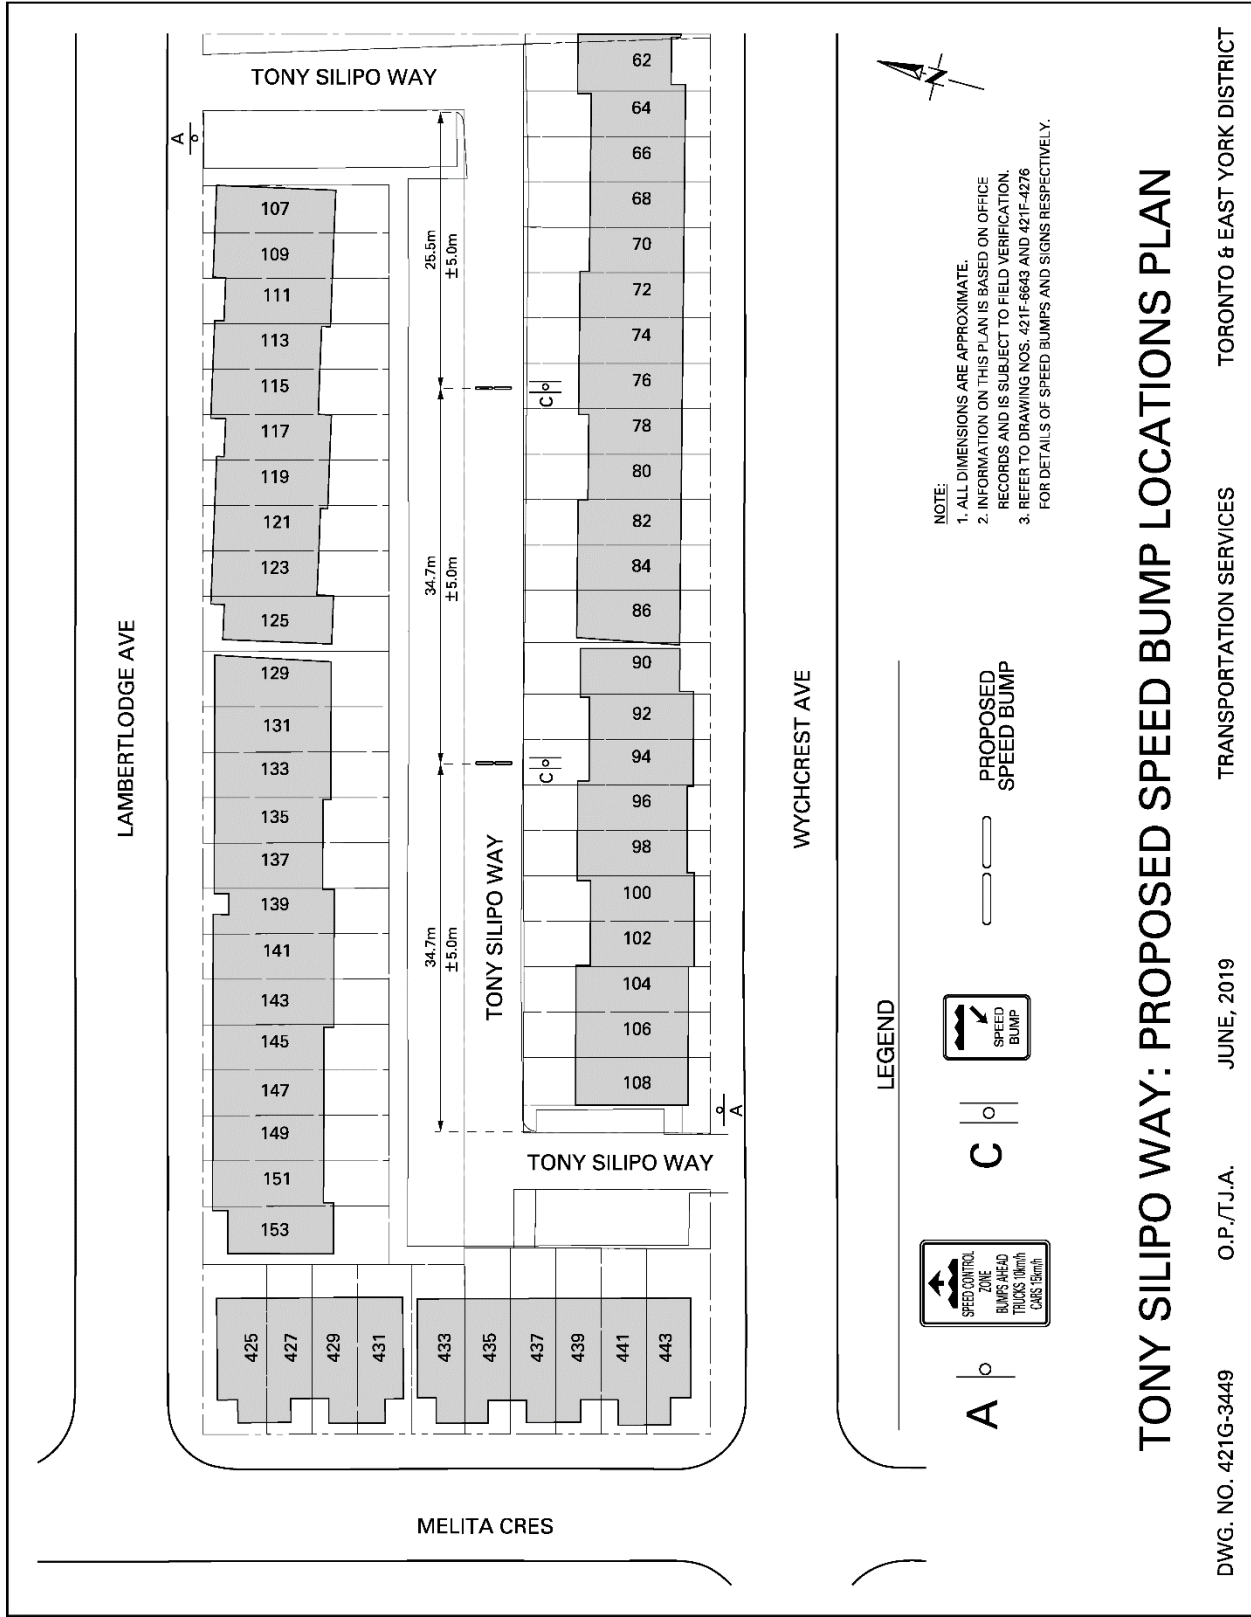 TONY SILIPO WAY
A
LAMBERTLODGE AVE
107
109
111
113
115
117
119
121
123
125
129
131
133
135
137
139
141
143
145
147
149
151
153
25.5m
±5.0m
34.7m
±5.0m
34.7m
±5.0m
C
C
TONY SILIPO WAY
62
64
66
68
70
72
74
76
78
80
82
84
86
90
92
94
96
98
100
102
104
106
108
A
TONY SILIPO WAY
WYCHCREST AVE
425
427
429
431
433
435
437
439
441
443
MELITA CRES
N
NOTE:
1. ALL DIMENSIONS ARE APPROXIMATE.
2. INFORMATION ON THIS PLAN IS BASED ON OFFICE
RECORDS AND IS SUBJECT TO FIELD VERIFICATION.
3. REFER TO DRAWING NOS. 421F-6643 AND 421F-4276
FOR DETAILS OF SPEED BUMPS AND SIGNS RESPECTIVELY.
LEGEND
A
SPEED CONTROL
ZONE
BUMPS AHEAD
TRUCKS 10km/h
CARS 15km/h
C
SPEED
BUMP
PROPOSED
SPEED BUMP
TONY SILIPO WAY: PROPOSED SPEED BUMP LOCATIONS PLAN
DWG. NO. 421G-3449 O.P./T.J.A. JUNE, 2019 TRANSPORTATION SERVICES TORONTO & EAST YORK DISTRICT